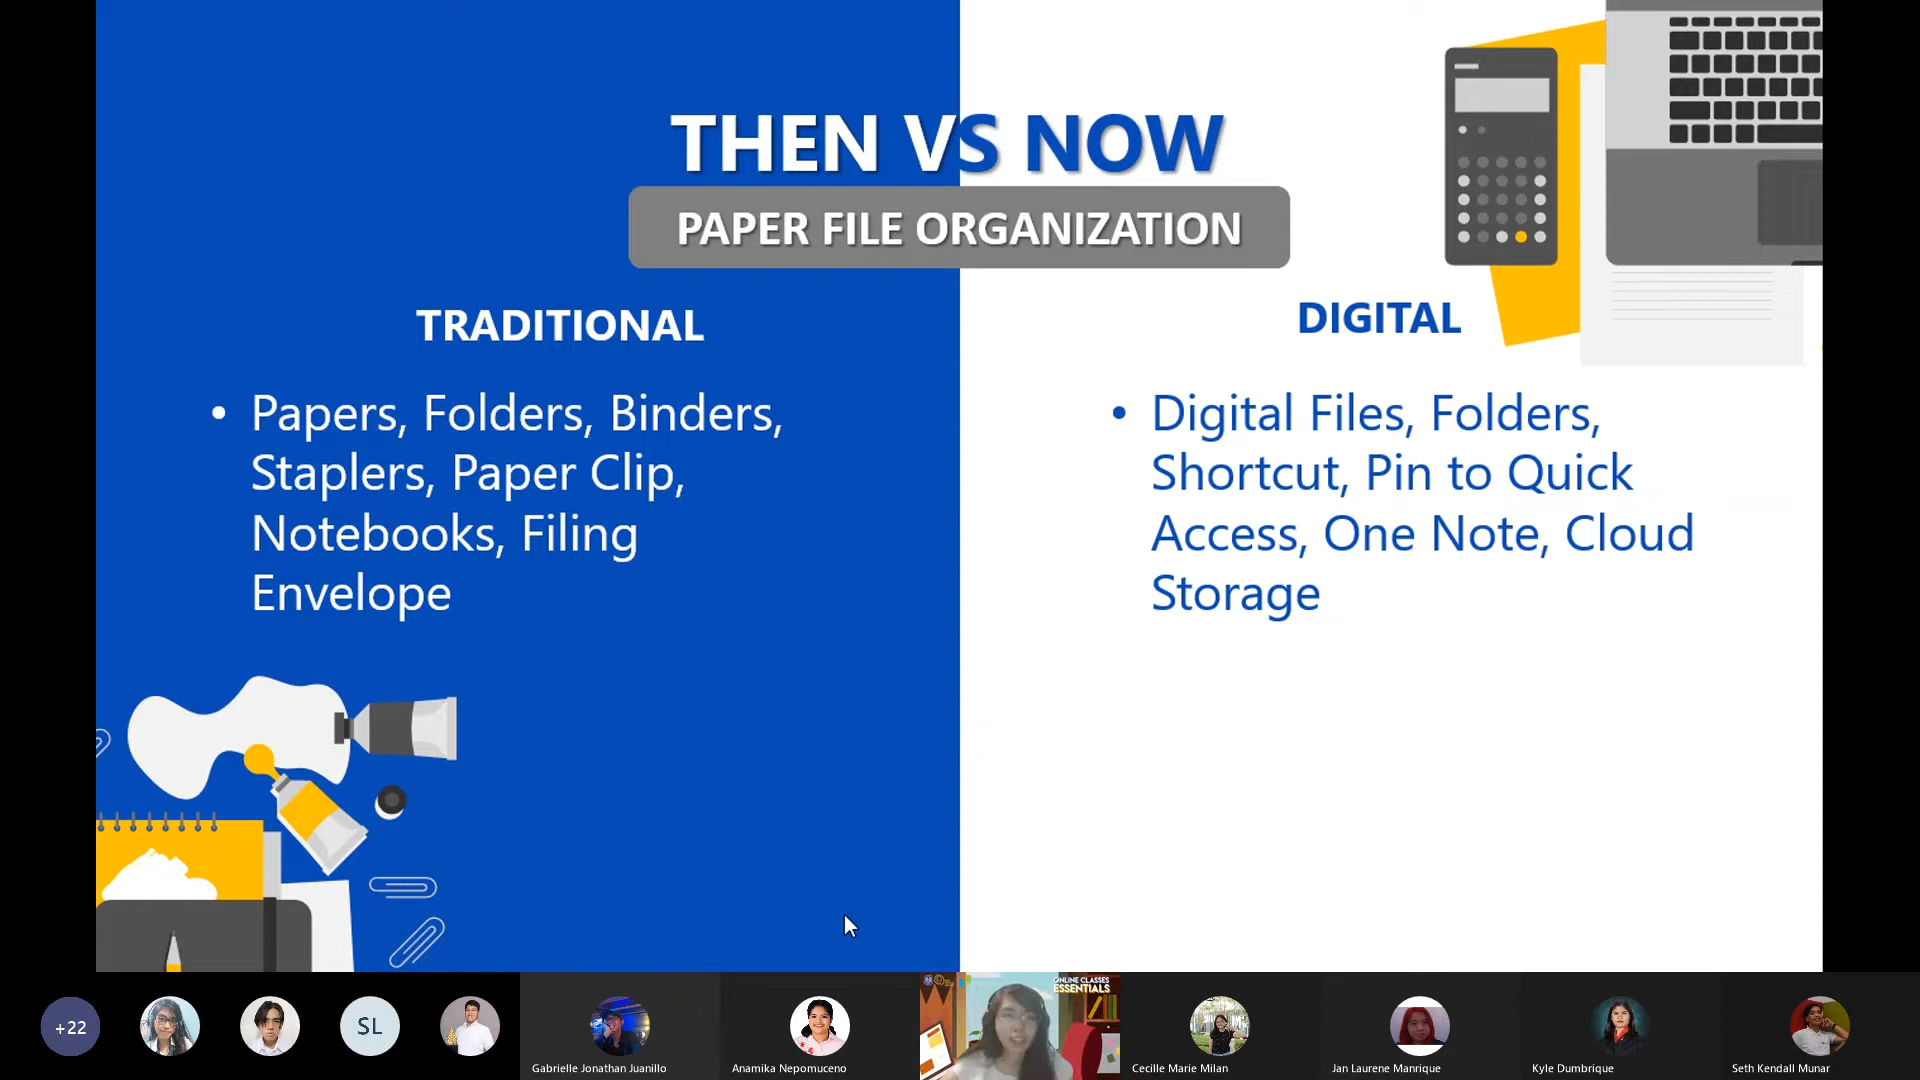 THEN VS NOW
PAPER FILE ORGANIZATION
TRADITIONAL
• Papers, Folders, Binders,
Staplers, Paper Clip,
Notebooks, Filing
Envelope
DIGITAL
• Digital Files, Folders,
Shortcut, Pin to Quick
Access, One Note, Cloud
Storage
+22
SL
Gabrielle Jonathan Juanillo
Anamika Nepomuceno
ONLINE CLASSES
ESSENTIALS
Cecille Marie Milan
Jan Laurene Manrique
Kyle Dumbrique
Seth Kendall Munar